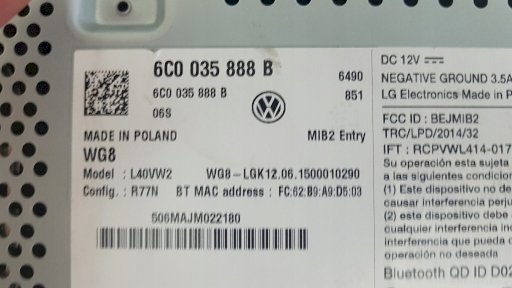 6C0 035 888 B
6490
6C0 035 888 B
851
06S
MADE IN POLAND
MIB2 Entry
WG8
Model : L40VW2
WG8-LGK12.06.1500010290
Config. : R77N
BT MAC address : FC:62:B9:A9:D5:03
506MAJM022180
DC 12V
NEGATIVE GROUND 3.5A
LG Electronics Made in P
FCC ID : BEJMIB2
TRC/LPD/2014/32
IFT : RCPVWL414-017
Su operación esta sujeta
a las siguientes condicion
(1) Este dispositivo no de
causar interferencia perju
(2) este dispositivo debe
cualquier interferencia in
interferencia que pueda c
operación no deseada
Bluetooth QD ID D02